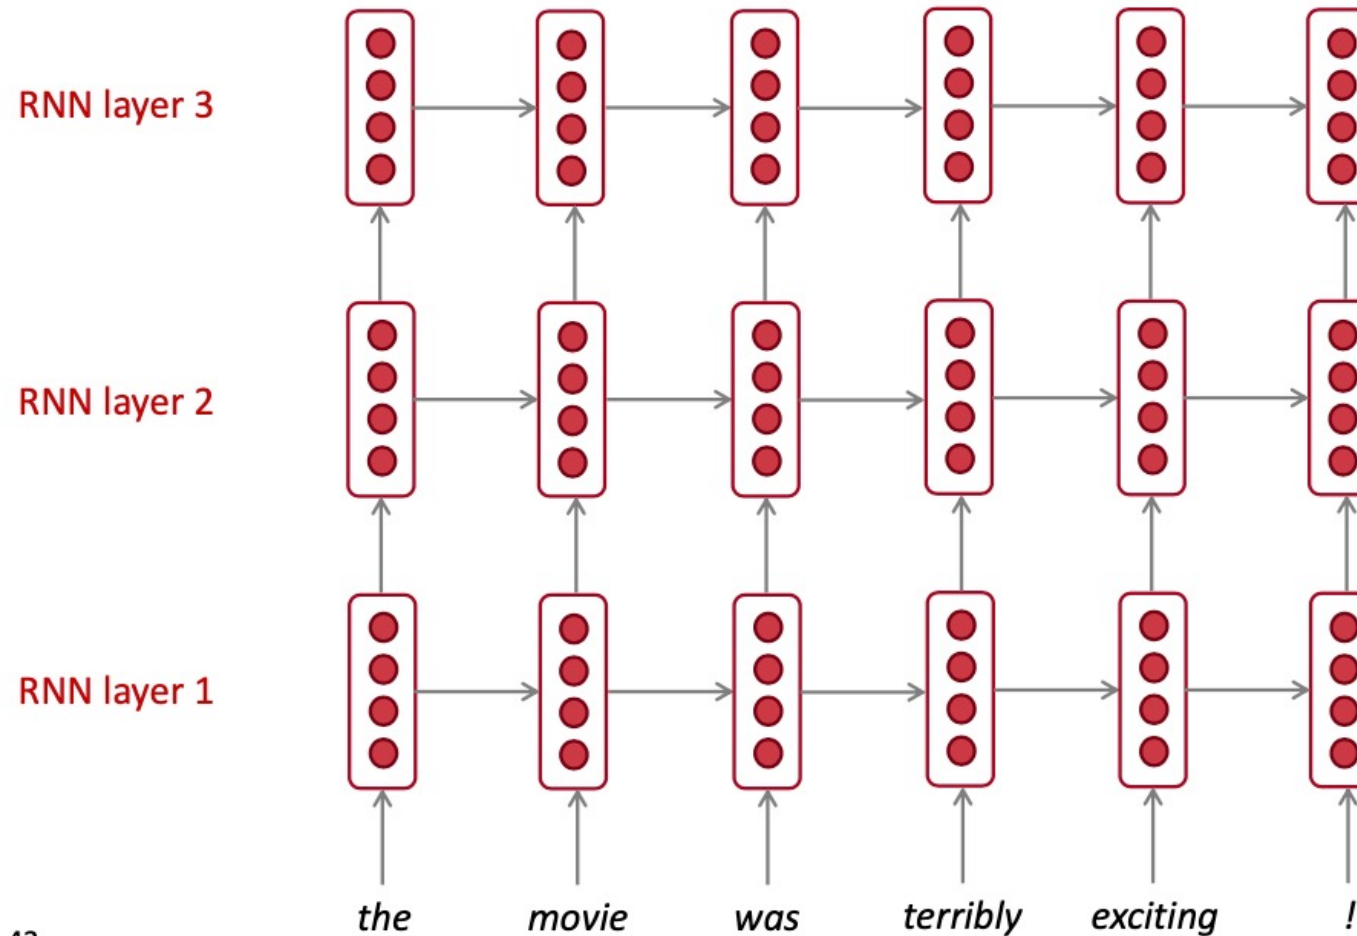 RNN layer 3
RNN layer 2
RNN layer 1
the movie was terribly exciting !